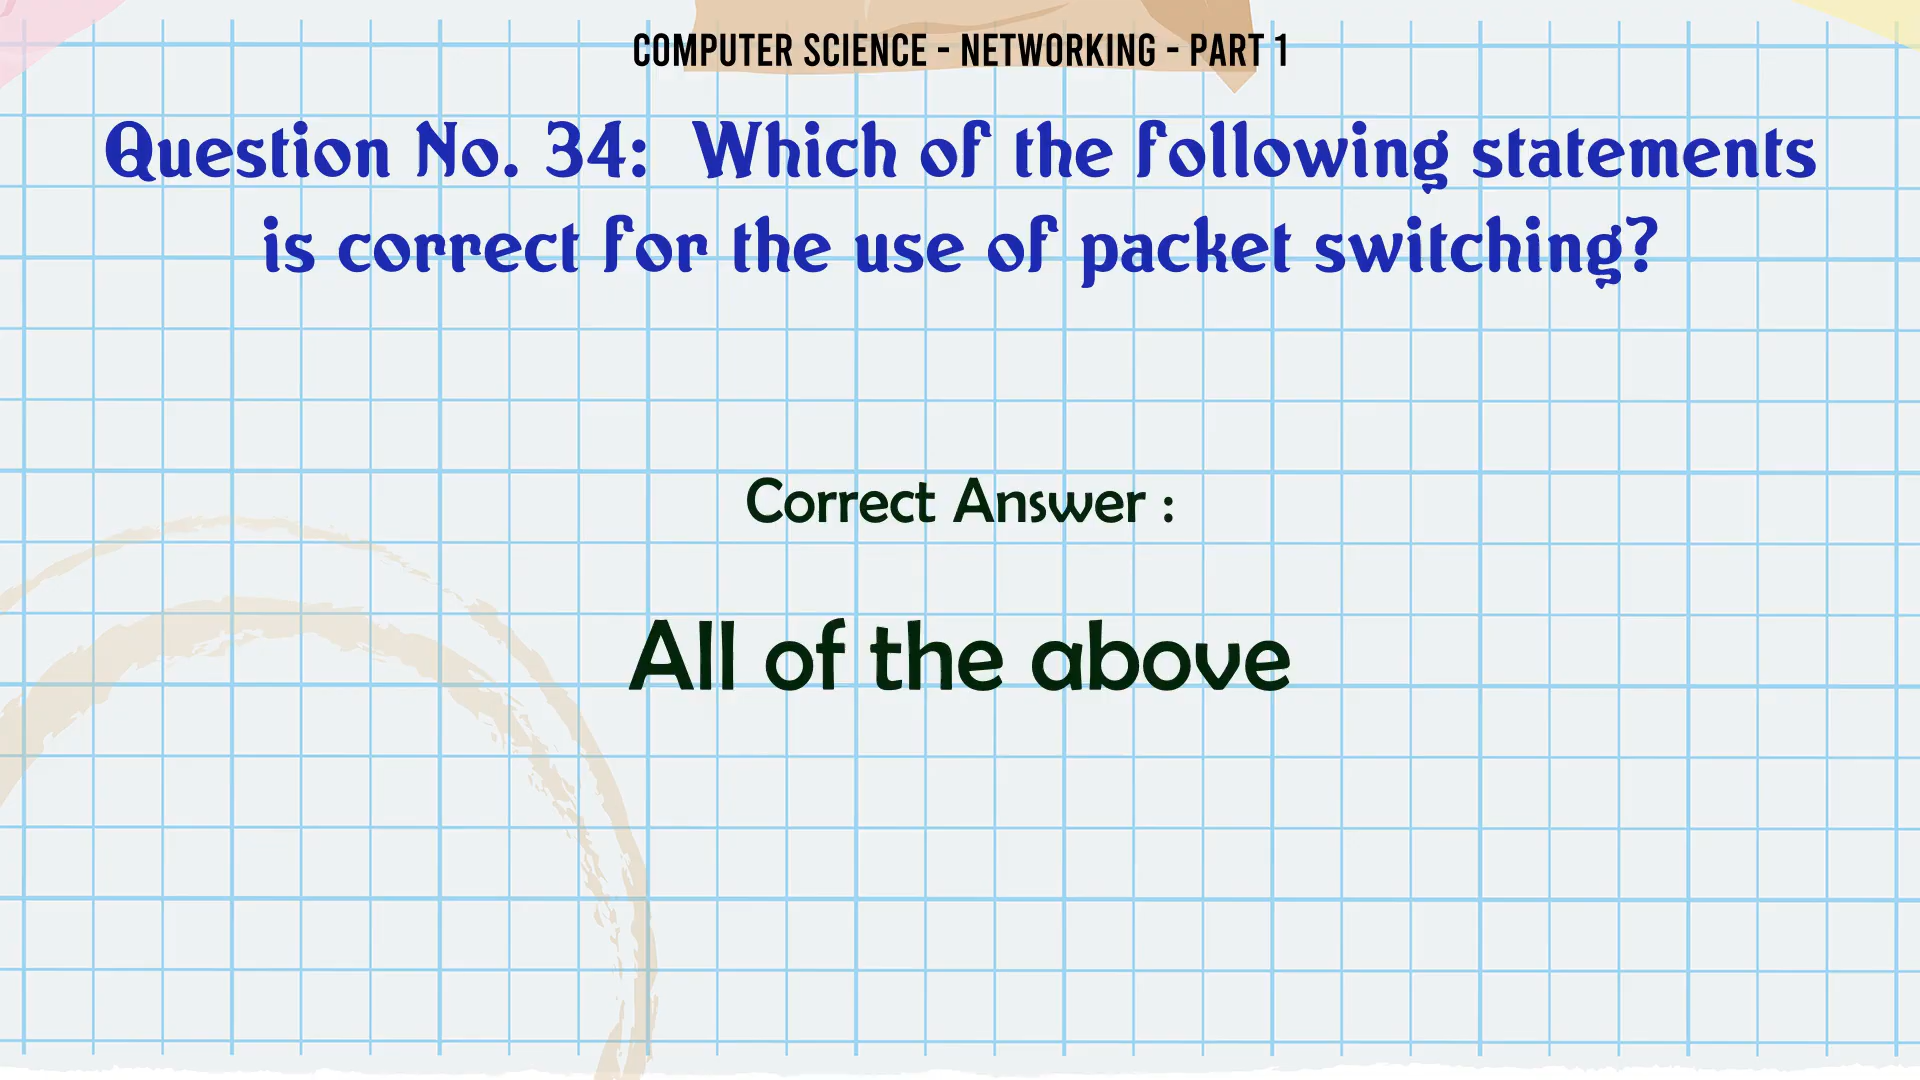 COMPUTER SCIENCE - NETWORKING - PART 1
Question No. 34: Which of the following statements
is correct for the use of packet switching?
Correct Answer :
All of the above